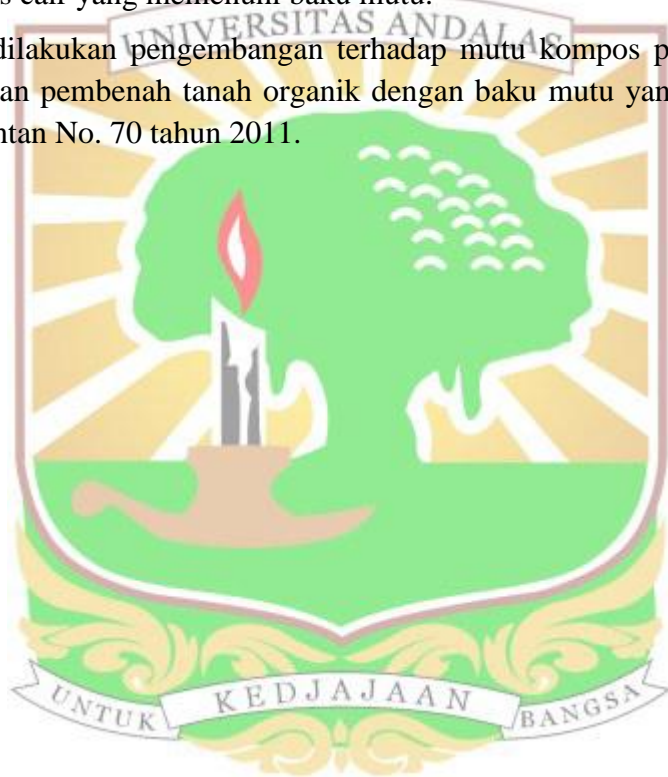 s cair yang memenuhi baku mutu.
UNIVERSITAS ANDALAS
dilakukan pengembangan terhadap mutu kompos p
an pembenah tanah organik dengan baku mutu yan
ntan No. 70 tahun 2011.
UNTUK KEDJAJAAN BANGSA